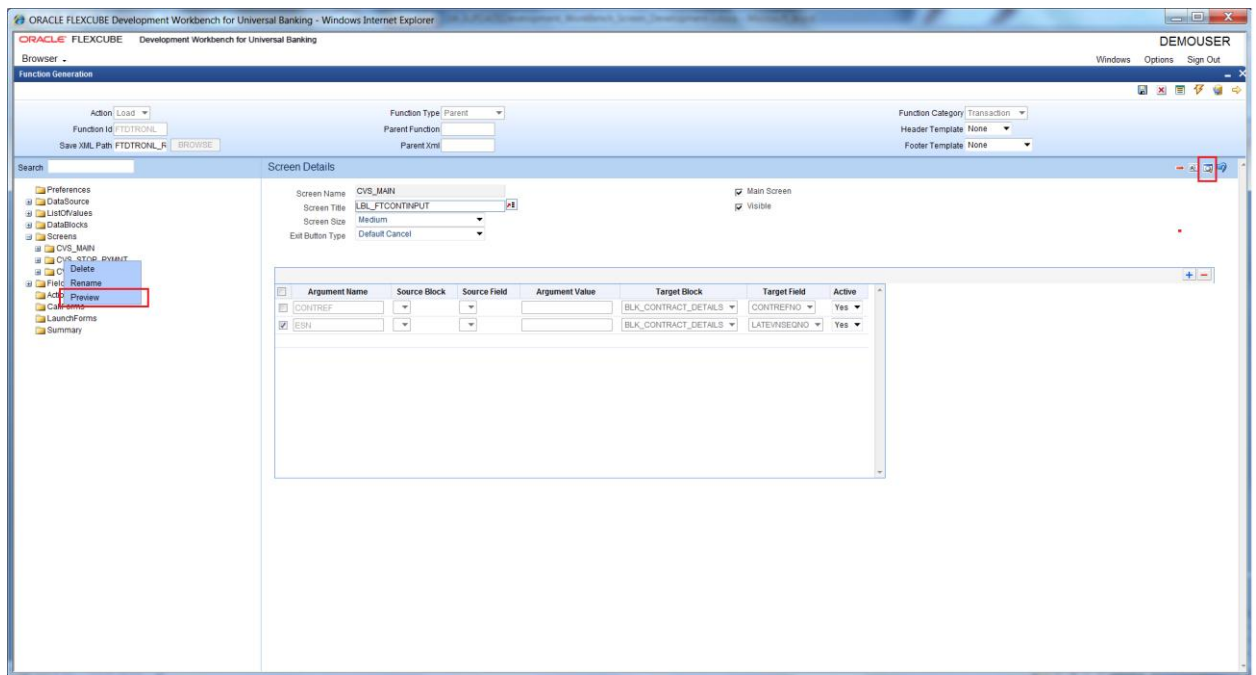 ORACLE FLEXCUBE Development Workbench for Universal Banking - Windows Internet Explorer
ORACLE FLEXCUBE Development Workbench for Universal Banking
DEMOUSER
Browser
Windows Options Sign Out
Function Generation
Action Load
Function Type Parent
Function Category Transaction
Function Id FTDTRONL
Parent Function
Header Template None
Save XML Path FTDTRONL_R BROWSE
Parent Xml
Footer Template None
Search
Screen Details
Preferences
DataSource
ListOfValues
DataBlocks
Screens
CVS_MAIN
CVS_STOP_PYMNT
Delete
Rename
Preview
CallForms
LaunchForms
Summary
Screen Name CVS_MAIN
Main Screen
Screen Title LBL_FTCONTINPUT
Visible
Screen Size Medium
Exit Button Type Default Cancel
Argument Name Source Block Source Field Argument Value Target Block Target Field Active
CONTREF BLK_CONTRACT_DETAILS CONTREFNO Yes
ESN BLK_CONTRACT_DETAILS LATEVNSEQNO Yes